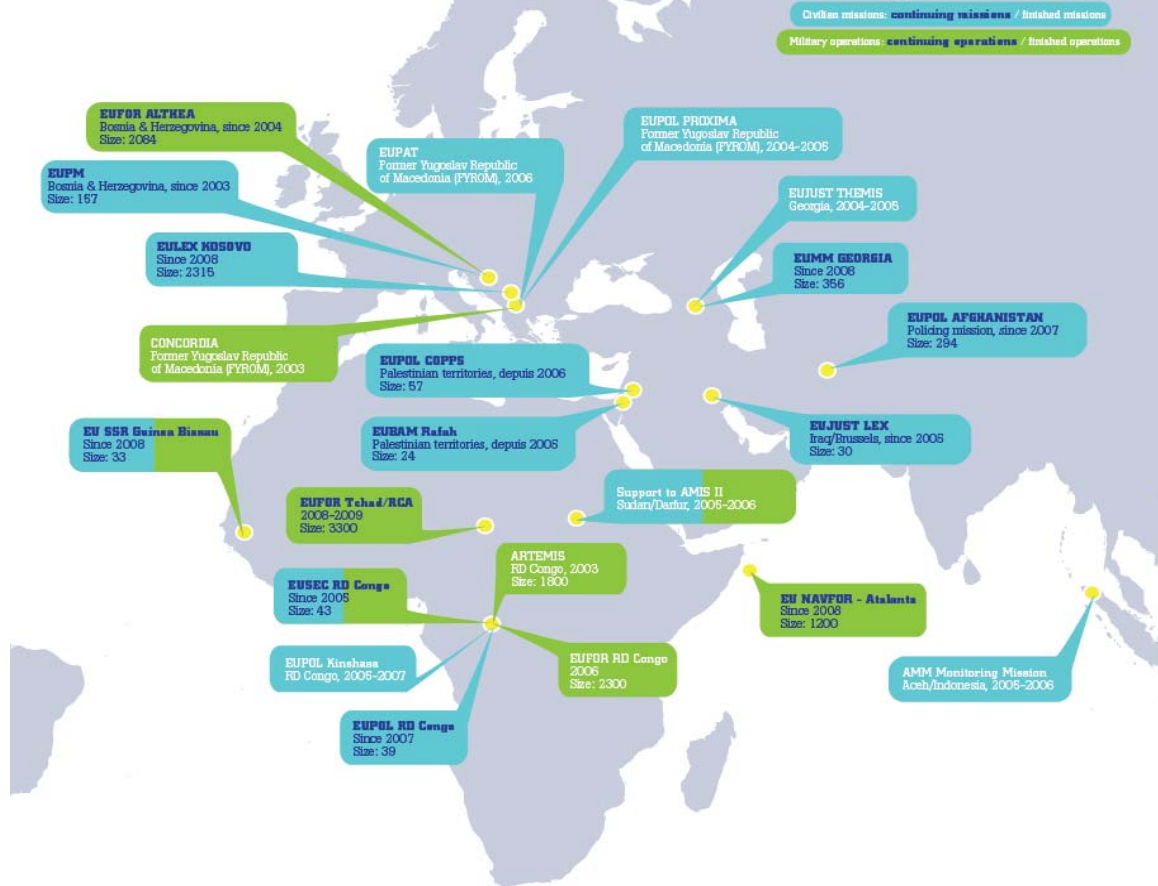 Civilian missions: continuing missions / finished missions
Military operations: continuing operations / finished operations
EUFOR ALTHEA
Bosnia & Herzegovina, since 2004
Size: 2084
EUPM
Bosnia & Herzegovina, since 2003
Size: 157
EULEX KOSOVO
Since 2008
Size: 2315
CONCORDIA
Former Yugoslav Republic
of Macedonia (FYROM), 2003
EUPAT
Former Yugoslav Republic
of Macedonia (FYROM), 2006
EUPOL PROXIMA
Former Yugoslav Republic
of Macedonia (FYROM), 2004-2005
EUJUST THEMIS
Georgia, 2004-2005
EUMM GEORGIA
Since 2008
Size: 356
EUPOL AFGHANISTAN
Policing mission, since 2007
Size: 294
EUPOL COPPS
Palestinian territories, depuis 2006
Size: 57
EUBAM Rafah
Palestinian territories, depuis 2005
Size: 24
EUJUST LEX
Iraq/Brussels, since 2005
Size: 30
EU SSR Guinea Bissau
Since 2008
Size: 33
EUFOR Tchad/RCA
2008-2009
Size: 3300
Support to AMIS II
Sudan/Darfur, 2005-2006
ARTEMIS
RD Congo, 2003
Size: 1800
EUSEC RD Congo
Since 2005
Size: 43
EUPOL Kinshasa
RD Congo, 2005-2007
EUFOR RD Congo
2006
Size: 2300
EUPOL RD Congo
Since 2007
Size: 39
EU NAVFOR - Atalanta
Since 2008
Size: 1200
AMM Monitoring Mission
Aceh/Indonesia, 2005-2006